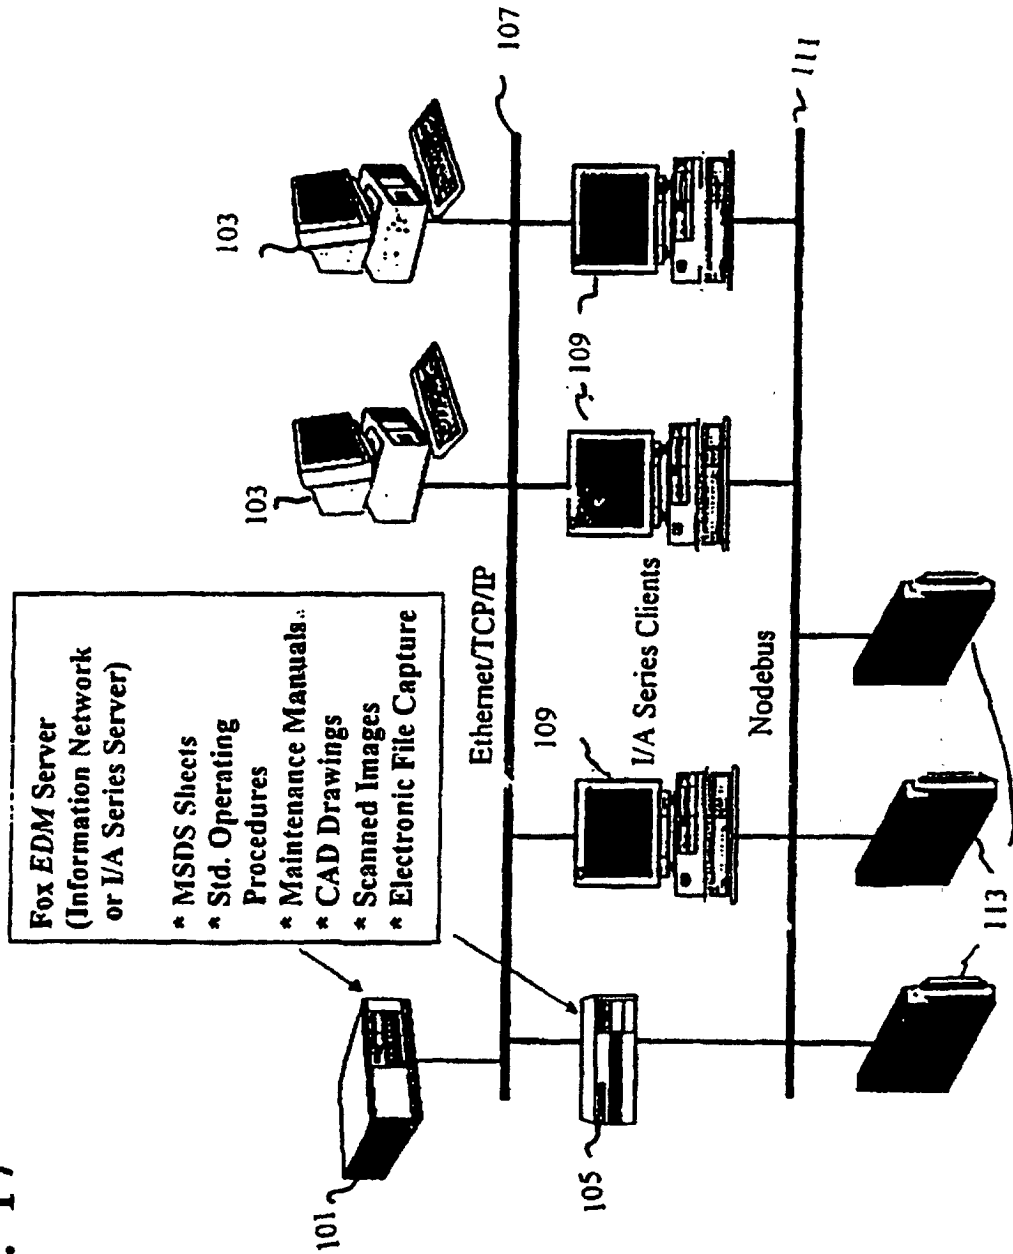 Fox EDM Server
(Information Network
or I/A Series Server)
* MSDS Sheets
* Std. Operating
Procedures
* Maintenance Manuals
* CAD Drawings
* Scanned Images
* Electronic File Capture
101
103
103
Ethernet/TCP/IP
107
105
109
I/A Series Clients
109
Nodebus
111
113